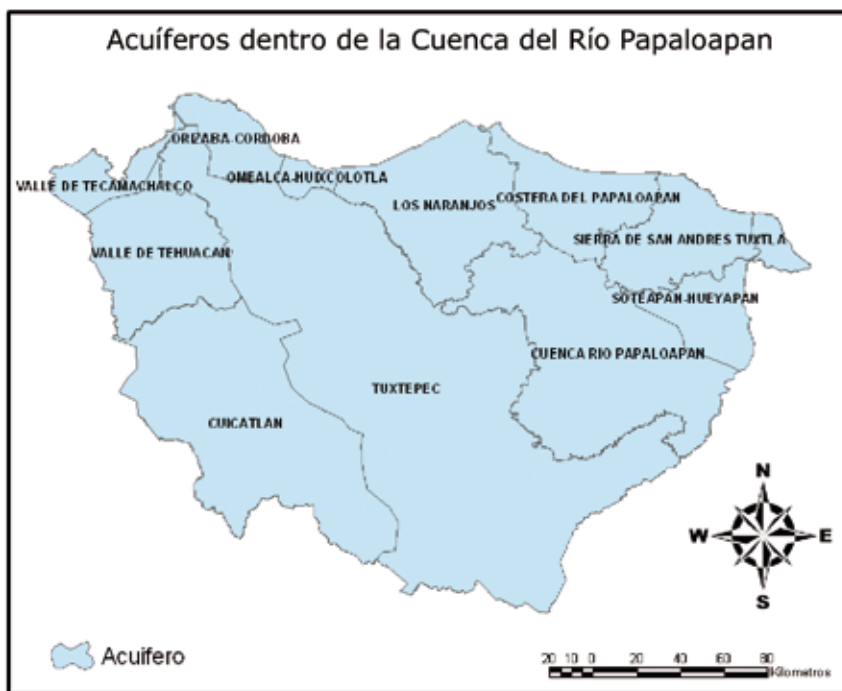 Acuíferos dentro de la Cuenca del Río Papaloapan
ORIZABA-CORDOBA
VALLE DE TECAMACHALCO
OMEALCA-HUIXCOLOTLA
LOS NARANJOS
COSTERA DEL PAPALOAPAN
VALLE DE TEHUACAN
SIERRA DE SAN ANDRES TUXTLA
SOTEAPAN-HUEYAPAN
CUENCA RIO PAPALOAPAN
TUXTEPEC
CUICATLAN
N
W E
S
Acuífero
20 10 0 20 40 60 80
Kilometros